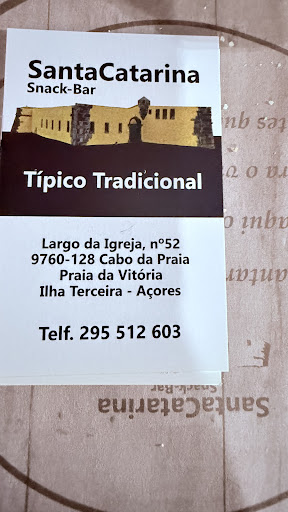 SantaCatarina
Snack-Bar
Típico Tradicional
Largo da Igreja, nº52
9760-128 Cabo da Praia
Praia da Vitória
Ilha Terceira - Açores
Telf. 295 512 603
SantaCatarina
Snack-Bar